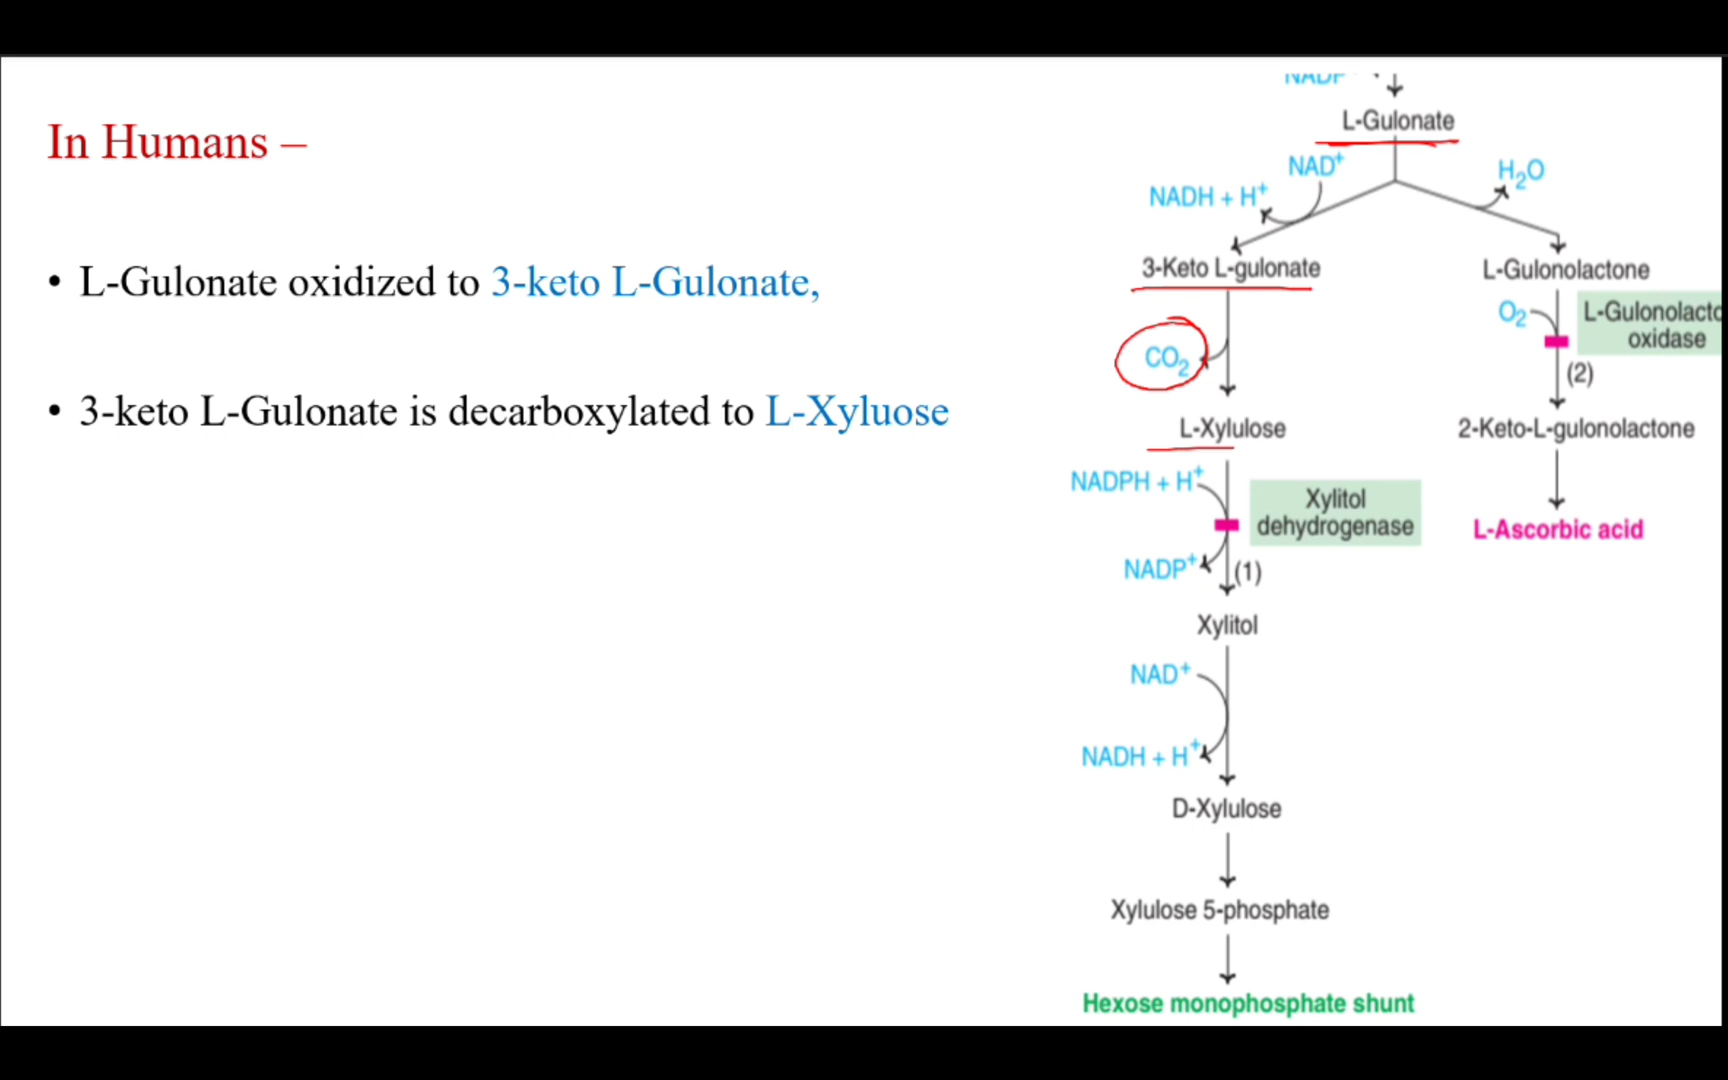 In Humans –
• L-Gulonate oxidized to 3-keto L-Gulonate,
• 3-keto L-Gulonate is decarboxylated to L-Xyluose
L-Gulonate
NAD⁺
NADH + H⁺
H₂O
3-Keto L-gulonate
L-Gulonolactone
O₂
oxidase
CO₂
(2)
L-Xylulose
2-Keto-L-gulonolactone
NADPH + H⁺
Xylitol
dehydrogenase
L-Ascorbic acid
NADP⁺
(1)
Xylitol
NAD⁺
NADH + H⁺
D-Xylulose
Xylulose 5-phosphate
Hexose monophosphate shunt